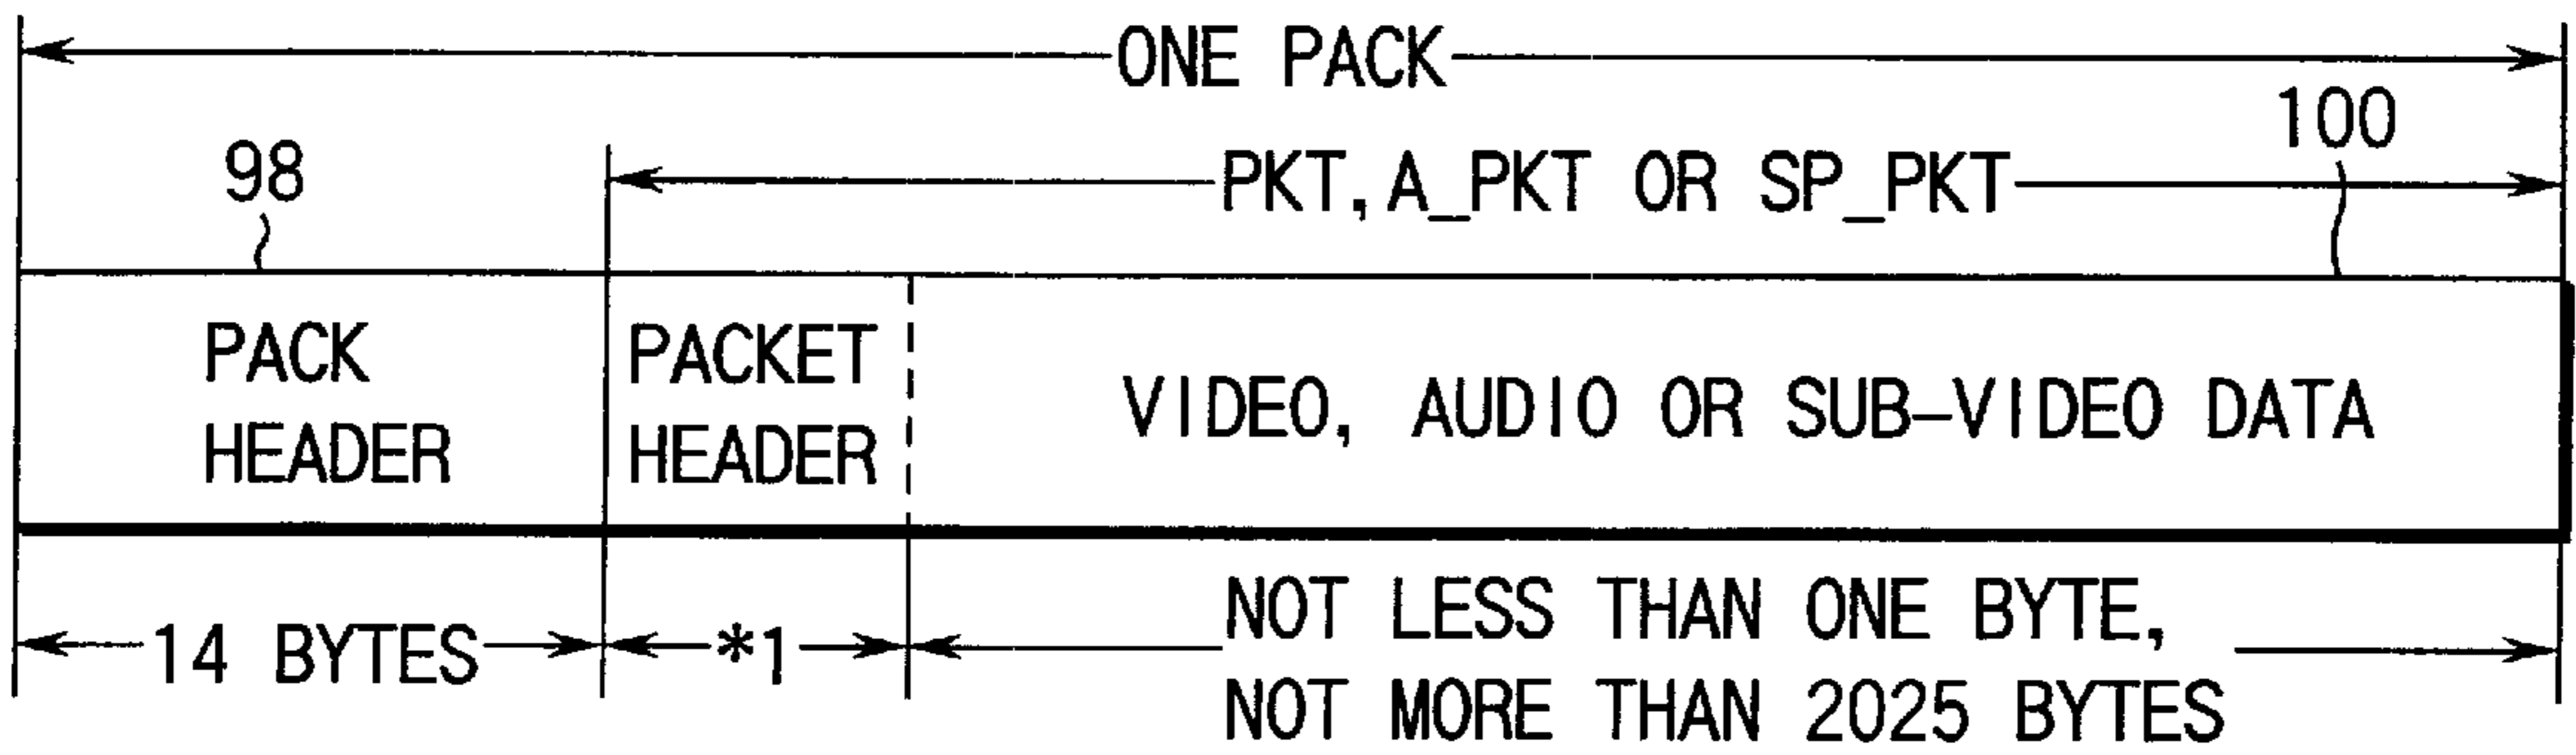 ONE PACK
98
100
PKT, A_PKT OR SP_PKT
PACK
HEADER
PACKET
HEADER
VIDEO, AUDIO OR SUB-VIDEO DATA
14 BYTES
*1
NOT LESS THAN ONE BYTE,
NOT MORE THAN 2025 BYTES